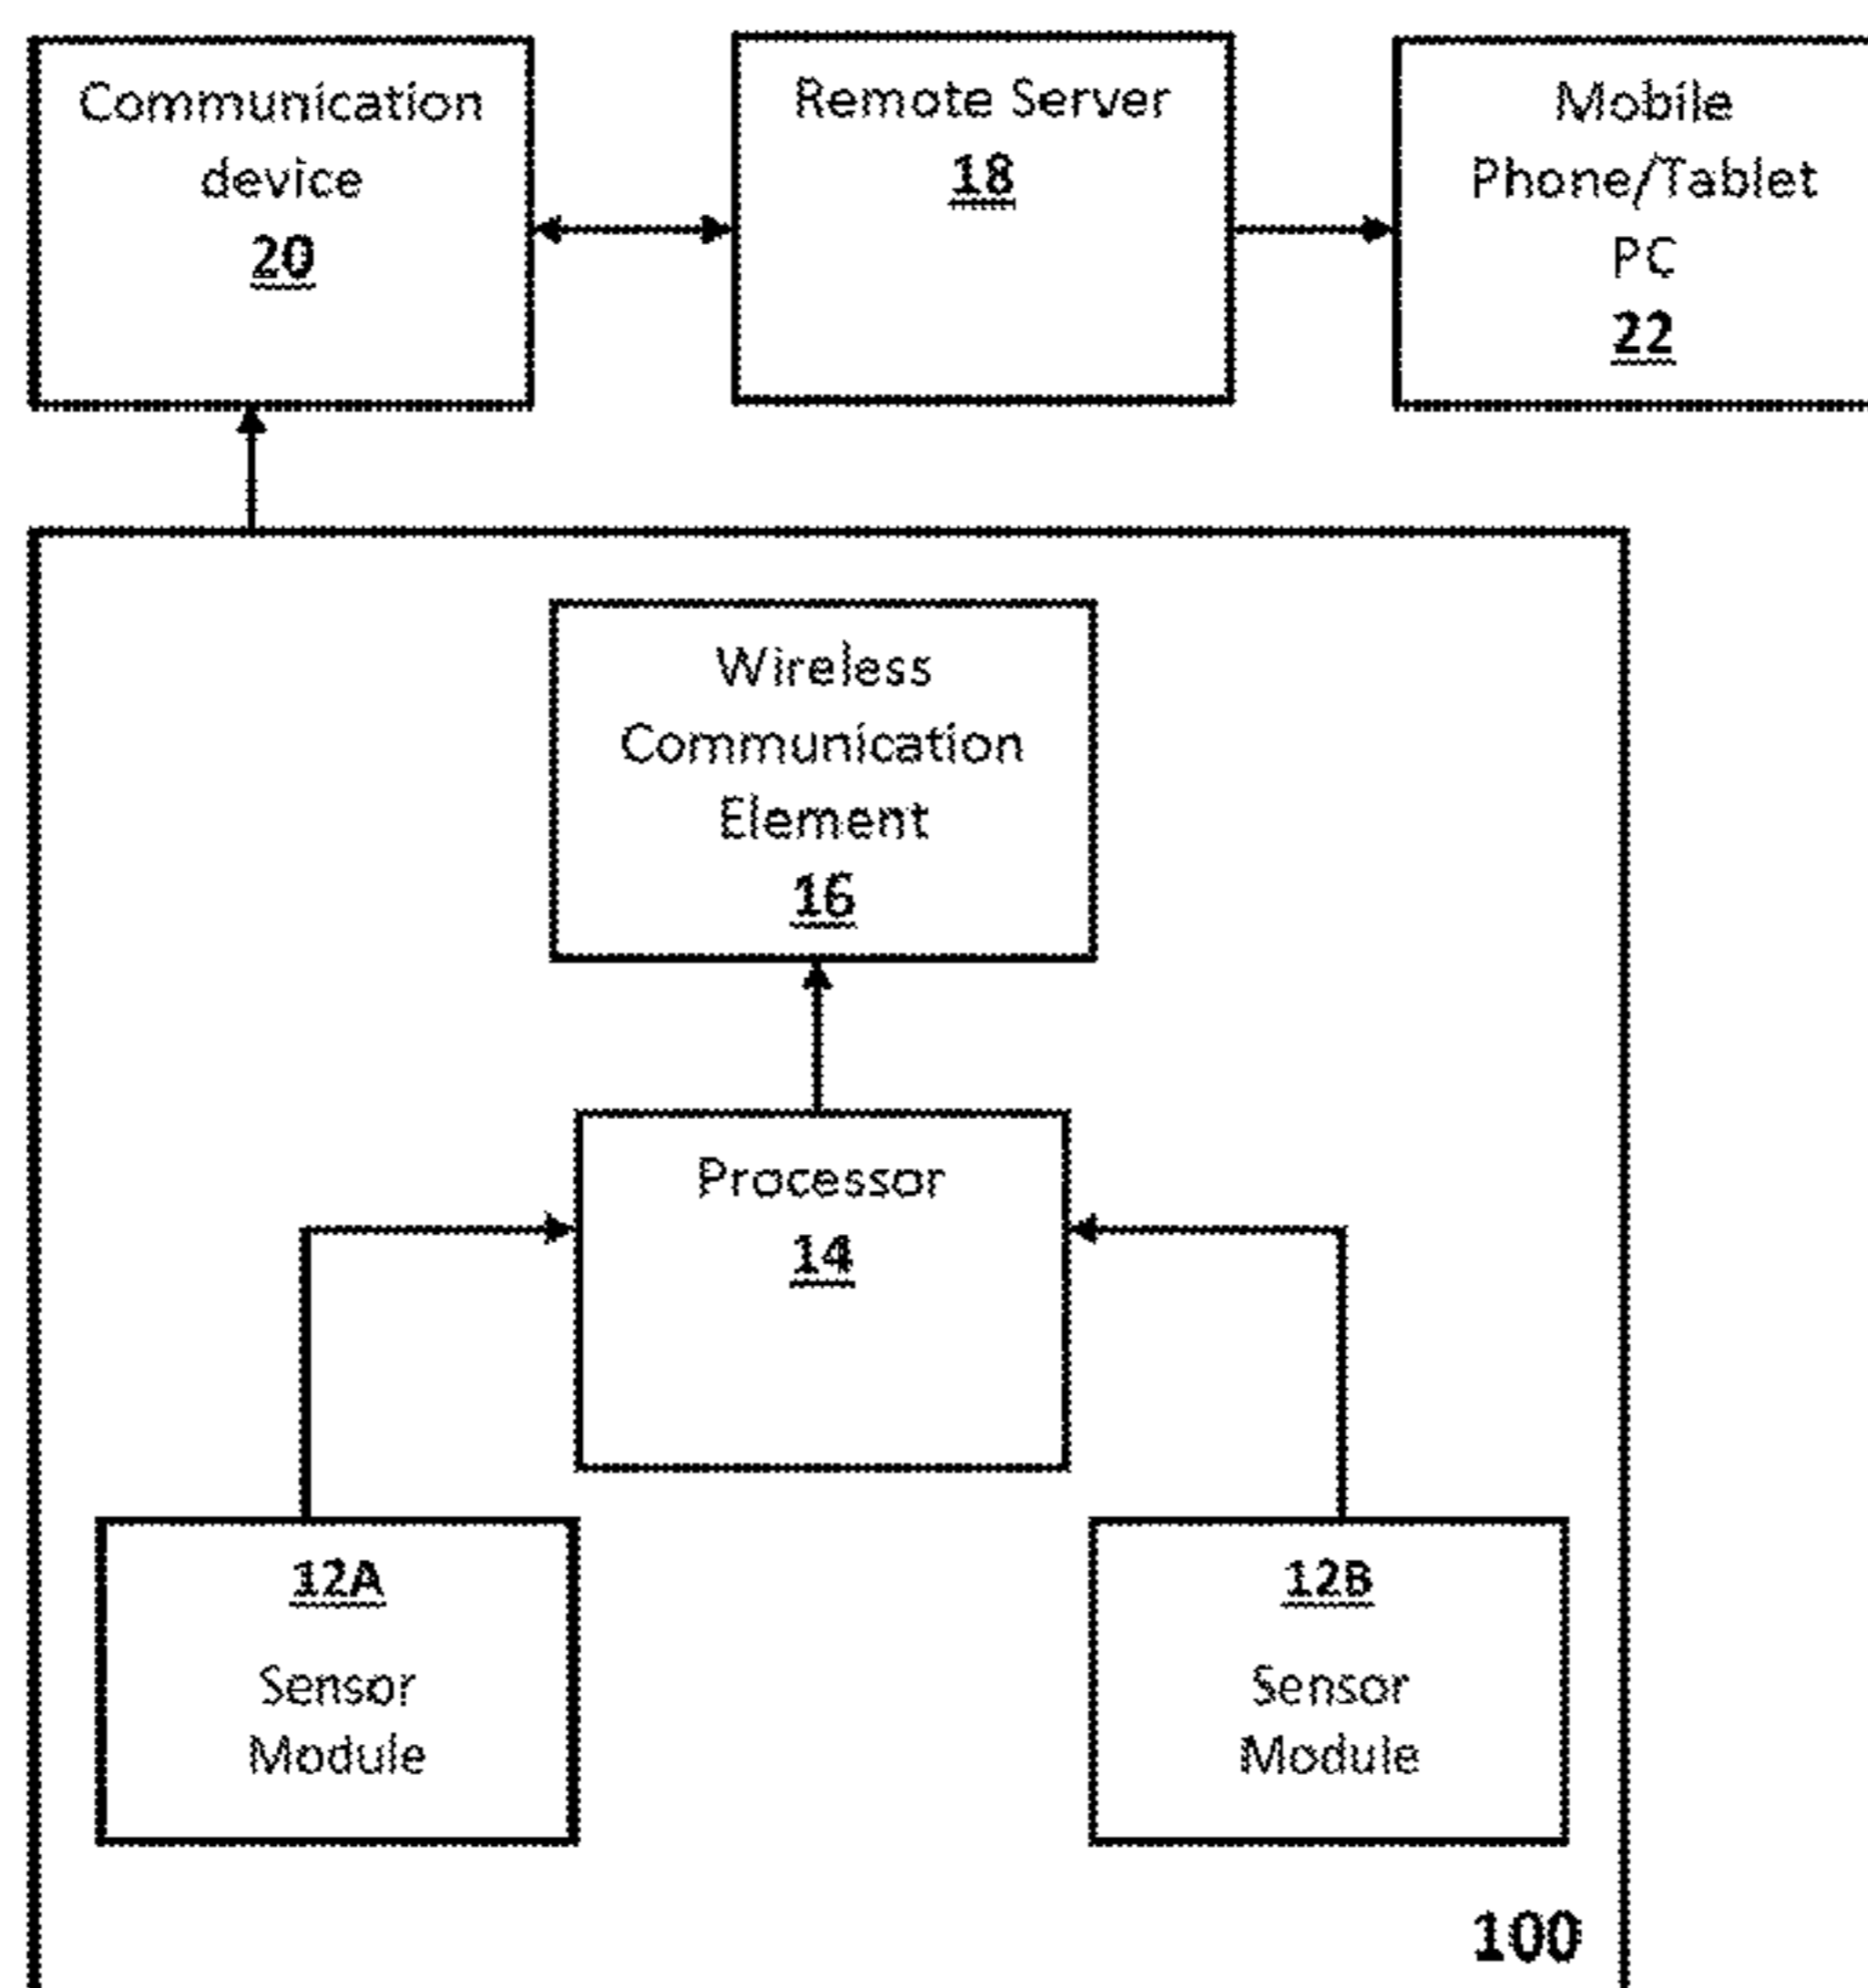 Communication
device
20
Remote Server
18
Mobile
Phone/Tablet
PC
22
Wireless
Communication
Element
16
Processor
14
12A
Sensor
Module
12B
Sensor
Module
100